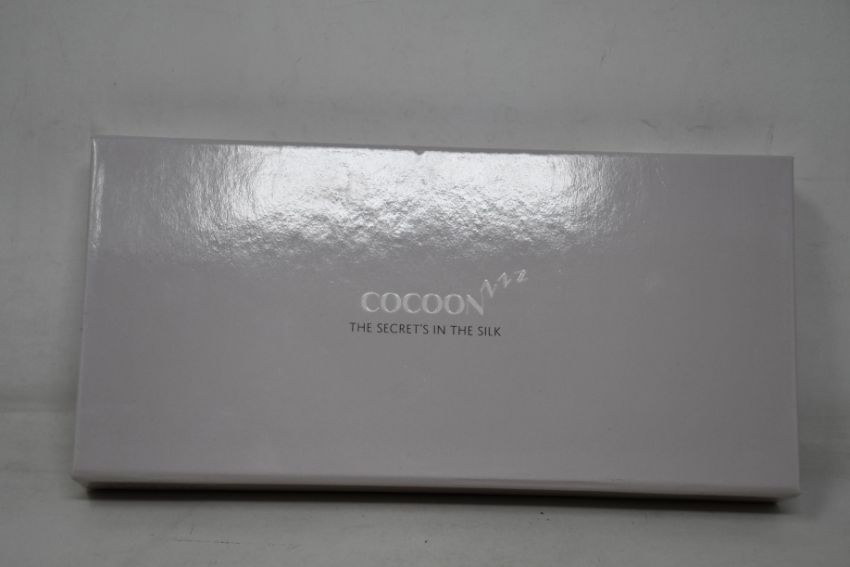 COCOONzzz
THE SECRET'S IN THE SILK